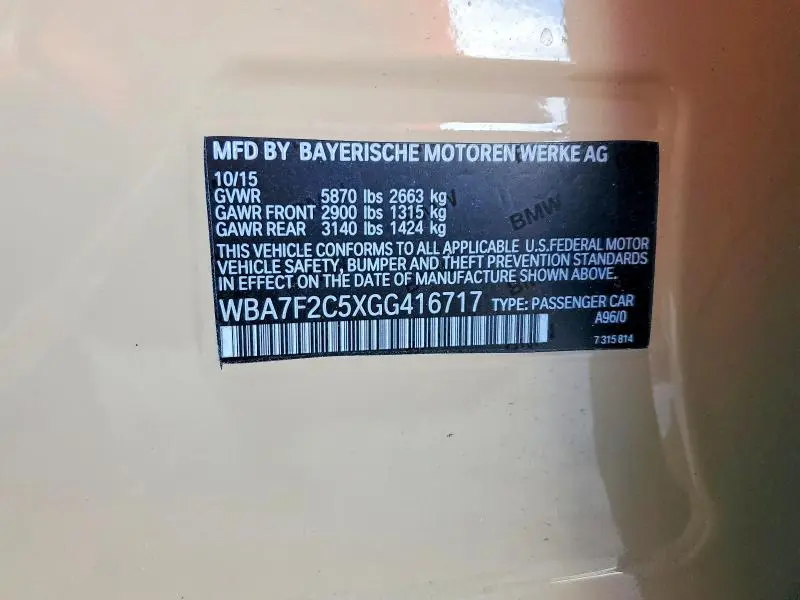 MFD BY BAYERISCHE MOTOREN WERKE AG
10/15
GVWR 5870 lbs 2663 kg
GAWR FRONT 2900 lbs 1315 kg
GAWR REAR 3140 lbs 1424 kg
BMW
THIS VEHICLE CONFORMS TO ALL APPLICABLE U.S.FEDERAL MOTOR
VEHICLE SAFETY, BUMPER AND THEFT PREVENTION STANDARDS
IN EFFECT ON THE DATE OF MANUFACTURE SHOWN ABOVE.
WBA7F2C5XGG416717 TYPE: PASSENGER CAR
A96/0
7 315 814